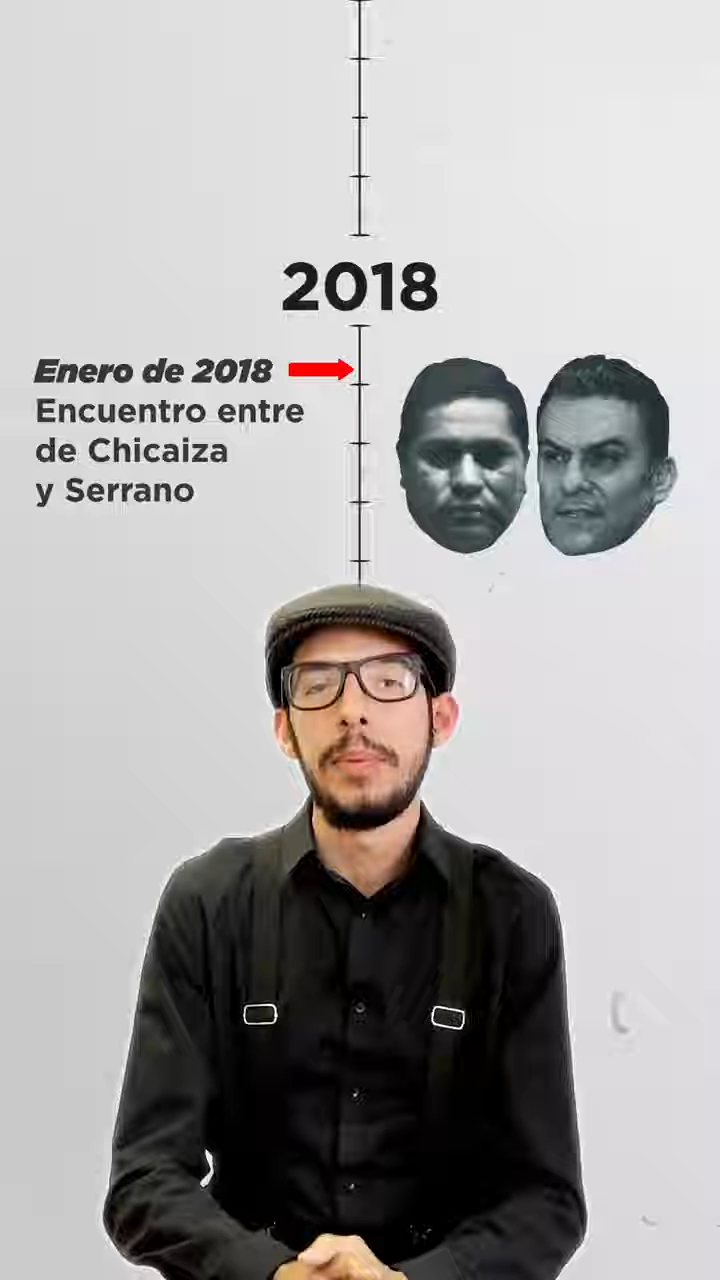 2018
Enero de 2018
Encuentro entre
de Chicaiza
y Serrano